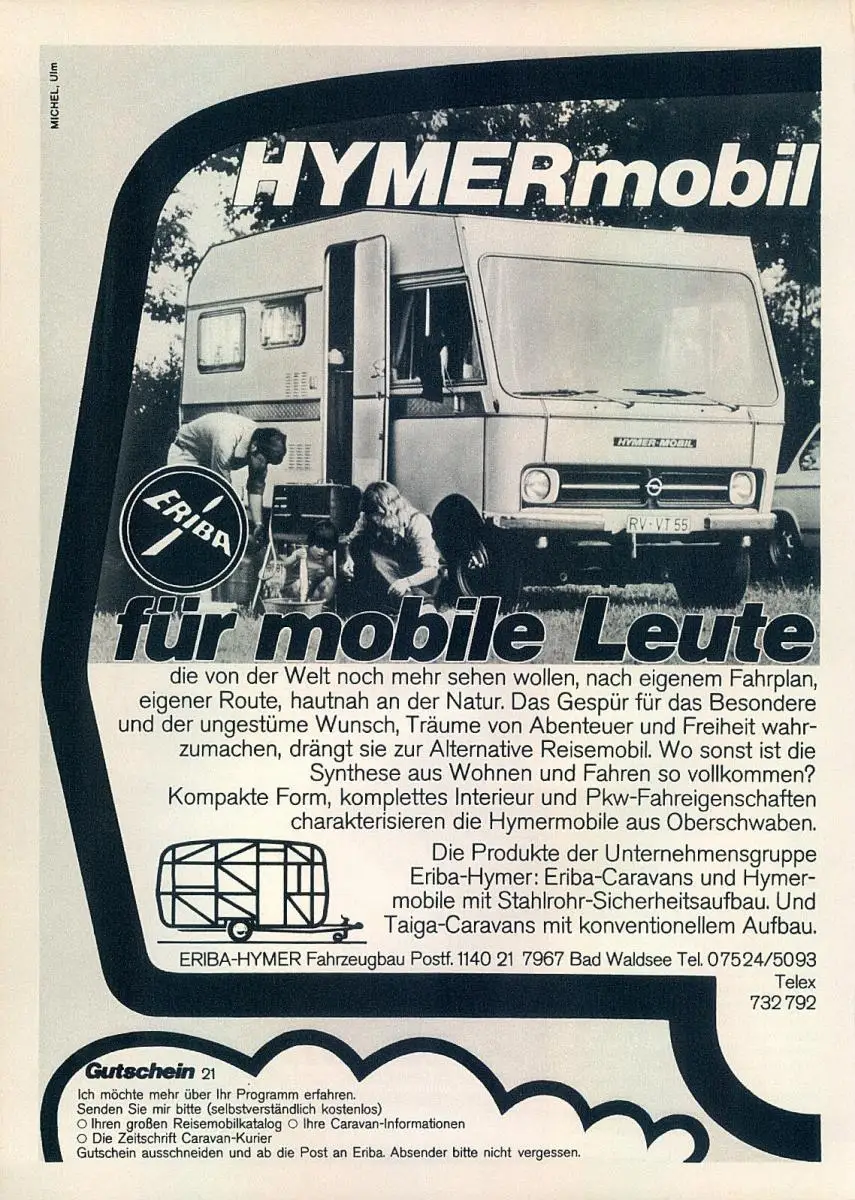 MICHEL, Ulm
HYMERmobil
HYMER-MOBIL
RV-VT 55
ERIBA
für mobile Leute
die von der Welt noch mehr sehen wollen, nach eigenem Fahrplan,
eigener Route, hautnah an der Natur. Das Gespür für das Besondere
und der ungestüme Wunsch, Träume von Abenteuer und Freiheit wahr-
zumachen, drängt sie zur Alternative Reisemobil. Wo sonst ist die
Synthese aus Wohnen und Fahren so vollkommen?
Kompakte Form, komplettes Interieur und Pkw-Fahreigenschaften
charakterisieren die Hymermobile aus Oberschwaben.
Die Produkte der Unternehmensgruppe
Eriba-Hymer: Eriba-Caravans und Hymer-
mobile mit Stahlrohr-Sicherheitsaufbau. Und
Taiga-Caravans mit konventionellem Aufbau.
ERIBA-HYMER Fahrzeugbau Postf. 1140 21 7967 Bad Waldsee Tel. 07524/5093
Telex
732 792
Gutschein 21
Ich möchte mehr über Ihr Programm erfahren.
Senden Sie mir bitte (selbstverständlich kostenlos)
O Ihren großen Reisemobilkatalog O Ihre Caravan-Informationen
O Die Zeitschrift Caravan-Kurier
Gutschein ausschneiden und ab die Post an Eriba. Absender bitte nicht vergessen.